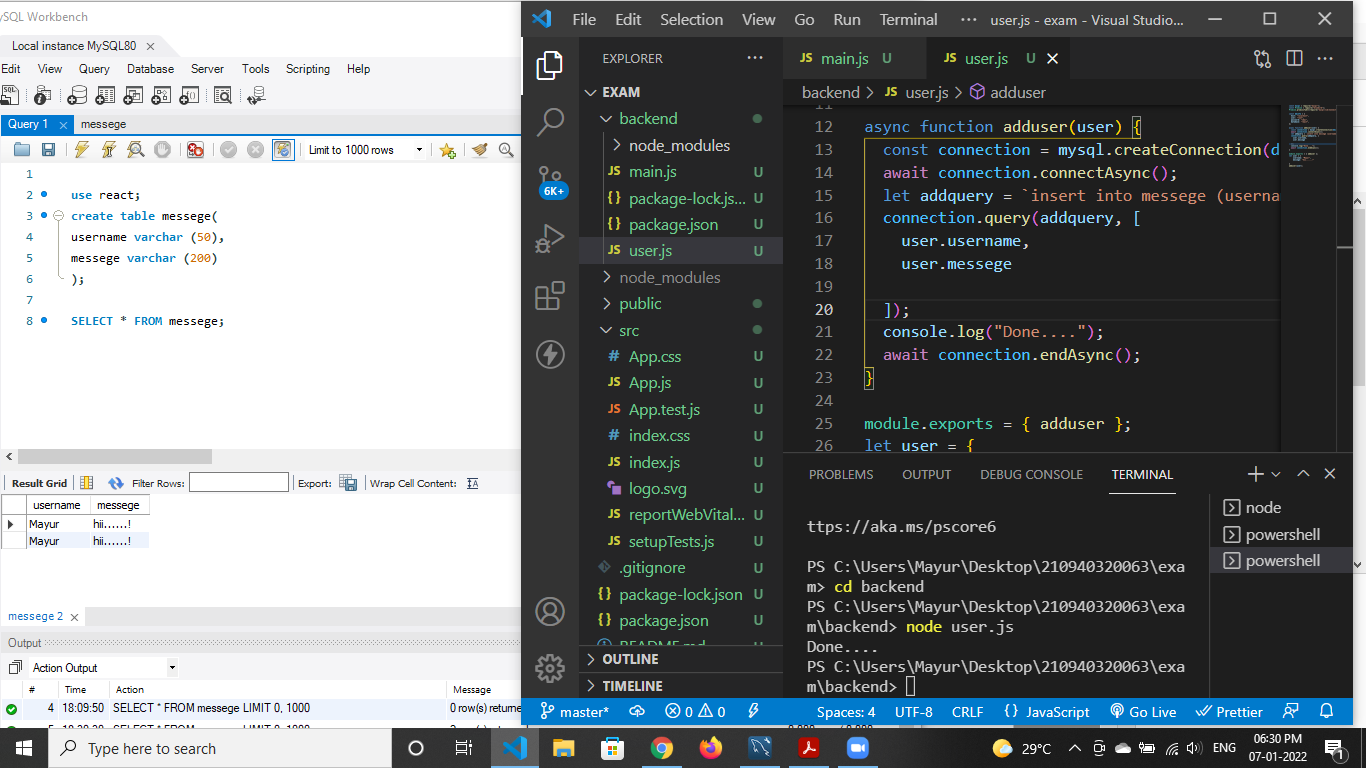 ySQL Workbench
Local instance MySQL80
Edit View Query Database Server Tools Scripting Help
Query 1 messege
Limit to 1000 rows
1
2 use react;
3 create table messege(
4 username varchar (50),
5 messege varchar (200)
6 );
7
8 SELECT * FROM messege;
Result Grid Filter Rows: Export: Wrap Cell Content:
username messege
Mayur hii......!
Mayur hii......!
messege 2
Output
Action Output
# Time Action Message
4 18:09:50 SELECT * FROM messege LIMIT 0, 1000 0 row(s) returne
File Edit Selection View Go Run Terminal ··· user.js - exam - Visual Studio...
EXPLORER
EXAM
backend
node_modules
JS main.js U
{} package-lock.js... U
{} package.json U
JS user.js U
node_modules
public
src
# App.css U
JS App.js U
JS App.test.js U
# index.css U
JS index.js U
logo.svg U
JS reportWebVital... U
JS setupTests.js U
.gitignore U
{} package-lock.json U
{} package.json U
README.md
OUTLINE
TIMELINE
6K+
JS main.js U JS user.js U
backend > JS user.js > adduser
11
12 async function adduser(user) {
13 const connection = mysql.createConnection(d
14 await connection.connectAsync();
15 let addquery = `insert into messege (userna
16 connection.query(addquery, [
17 user.username,
18 user.messege
19
20 ]);
21 console.log("Done....");
22 await connection.endAsync();
23 }
24
25 module.exports = { adduser };
26 let user = {
PROBLEMS OUTPUT DEBUG CONSOLE TERMINAL
ttps://aka.ms/pscore6
PS C:\Users\Mayur\Desktop\210940320063\exa
m> cd backend
PS C:\Users\Mayur\Desktop\210940320063\exa
m\backend> node user.js
Done....
PS C:\Users\Mayur\Desktop\210940320063\exa
m\backend>
node
powershell
powershell
master* 0 0 Spaces: 4 UTF-8 CRLF {} JavaScript Go Live Prettier
Type here to search
29°C ENG 06:30 PM
07-01-2022
1